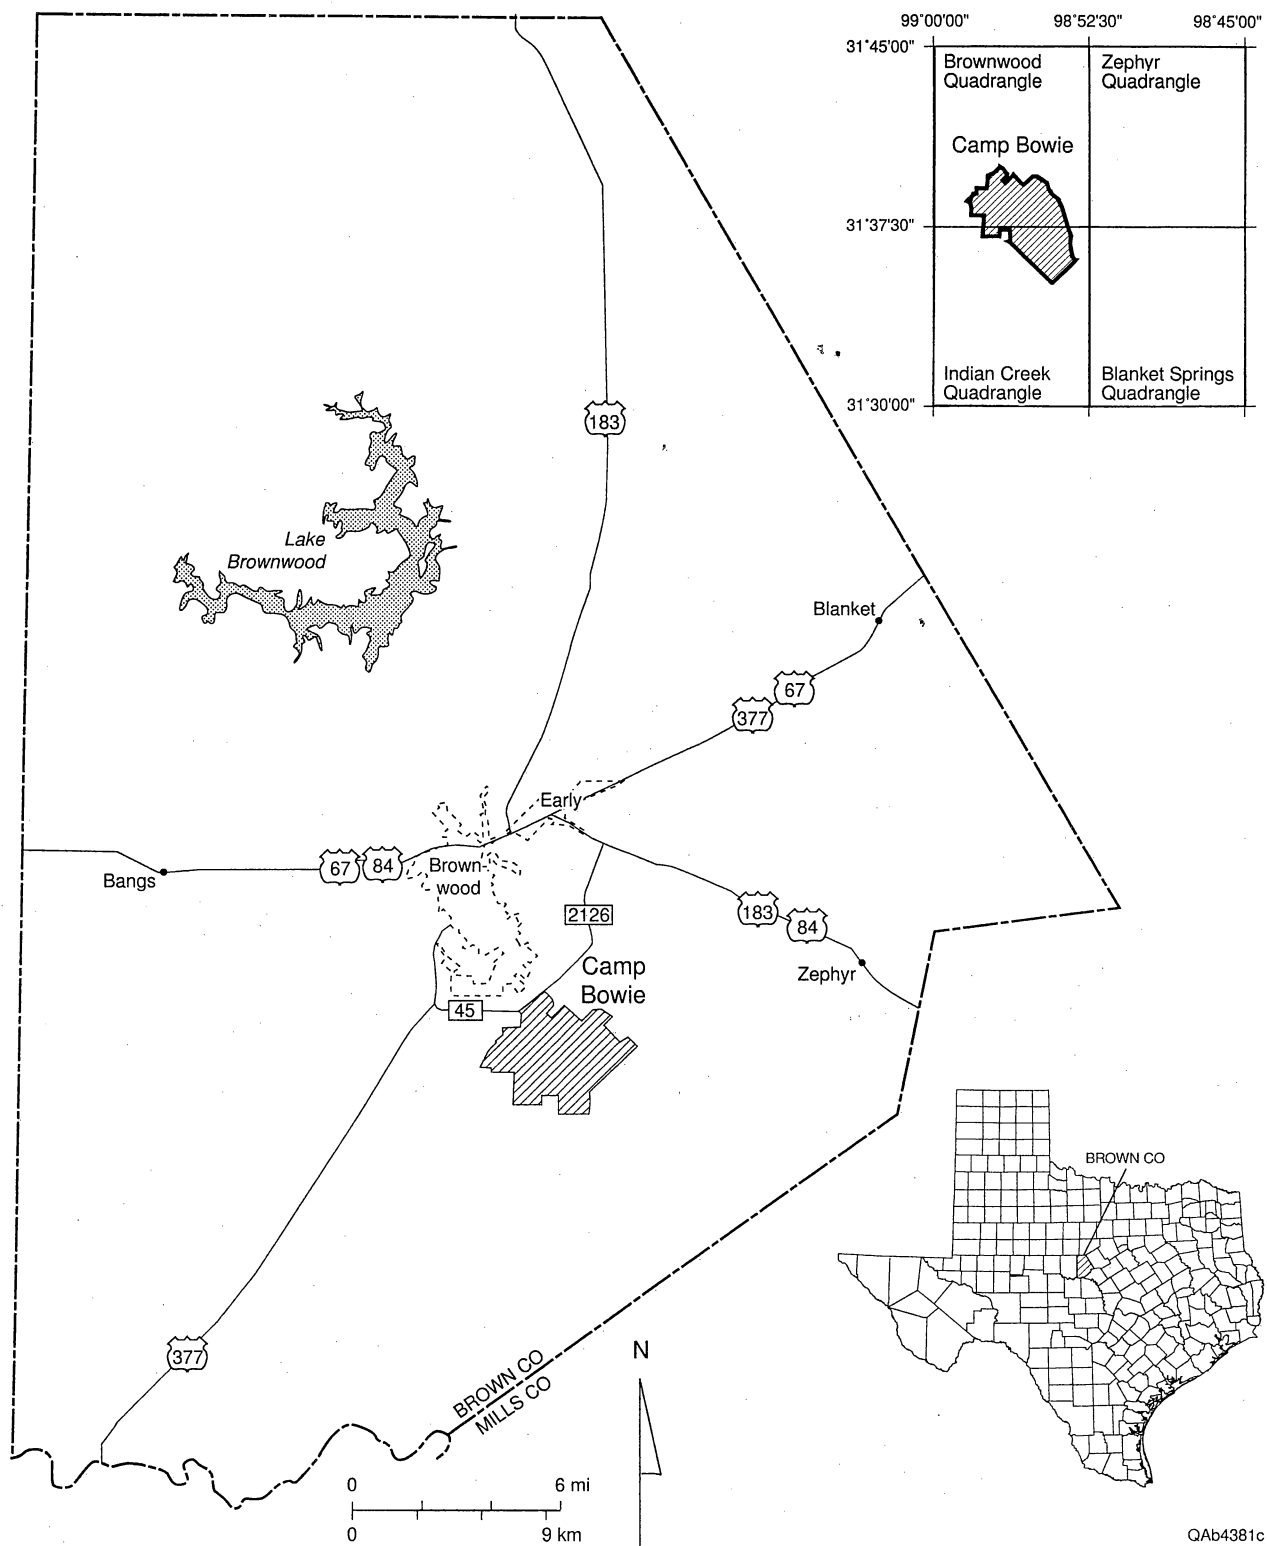 99°00'00"
98°52'30"
98°45'00"
31°45'00"
Brownwood
Quadrangle
Zephyr
Quadrangle
Camp Bowie
31°37'30"
Indian Creek
Quadrangle
Blanket Springs
Quadrangle
31°30'00"
183
Lake
Brownwood
Blanket
67
377
Early
67
84
Brown-
wood
Bangs
2126
183
84
Zephyr
Camp
Bowie
45
BROWN CO
377
N
BROWN CO
MILLS CO
0
6 mi
0
9 km
QAb4381c